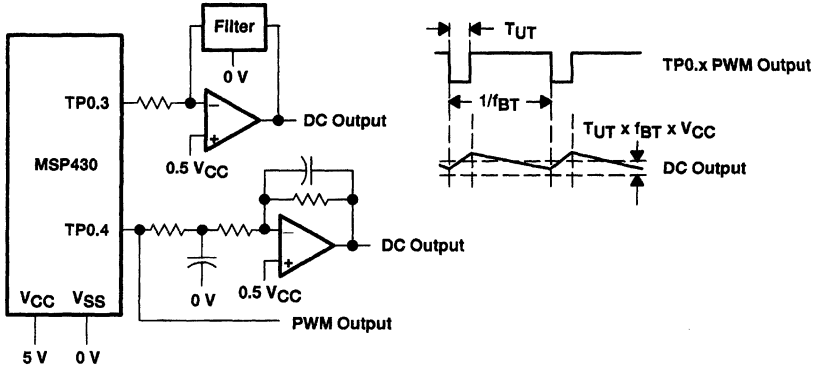 Filter
0 V
TP0.3
−
+
DC Output
0.5 VCC
MSP430
TP0.4
−
+
DC Output
0 V
0.5 VCC
VCC VSS
PWM Output
5 V 0 V
TUT
TP0.x PWM Output
1/fBT
TUT x fBT x VCC
DC Output